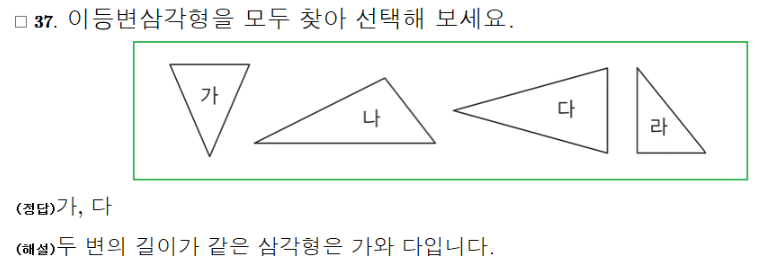 □ 37. 이등변삼각형을 모두 찾아 선택해 보세요.
가 나 다 라
(정답)가, 다
(해설)두 변의 길이가 같은 삼각형은 가와 다입니다.